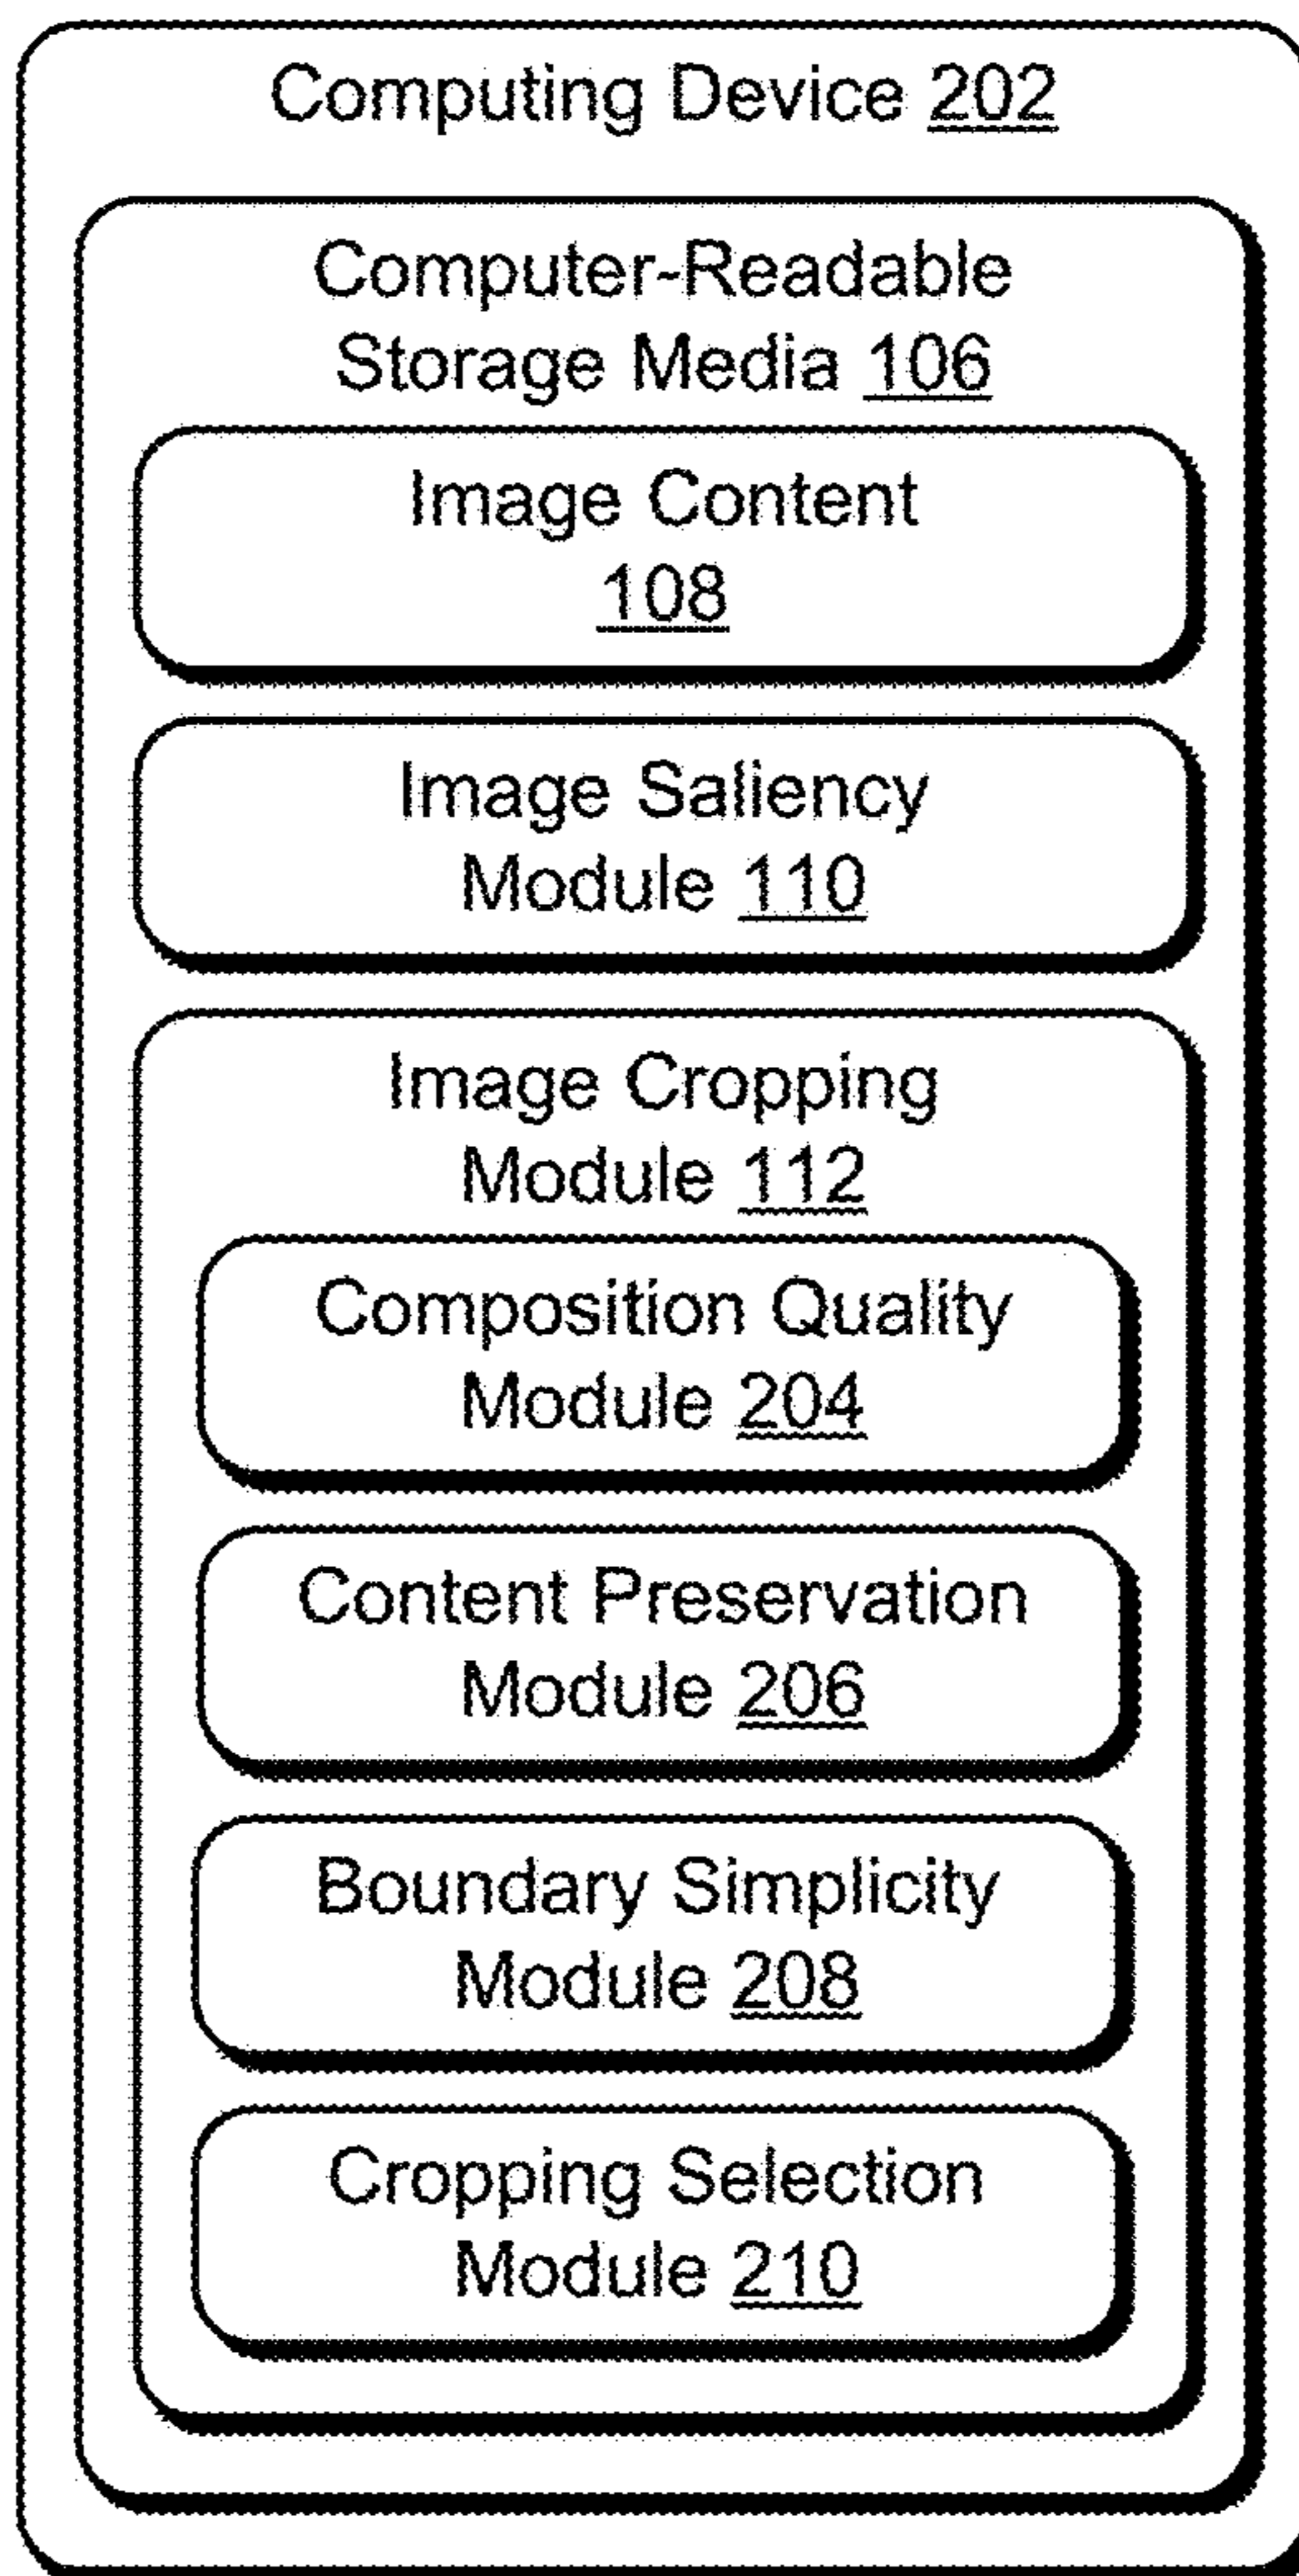 Computing Device 202
Computer-Readable
Storage Media 106
Image Content
108
Image Saliency
Module 110
Image Cropping
Module 112
Composition Quality
Module 204
Content Preservation
Module 206
Boundary Simplicity
Module 208
Cropping Selection
Module 210